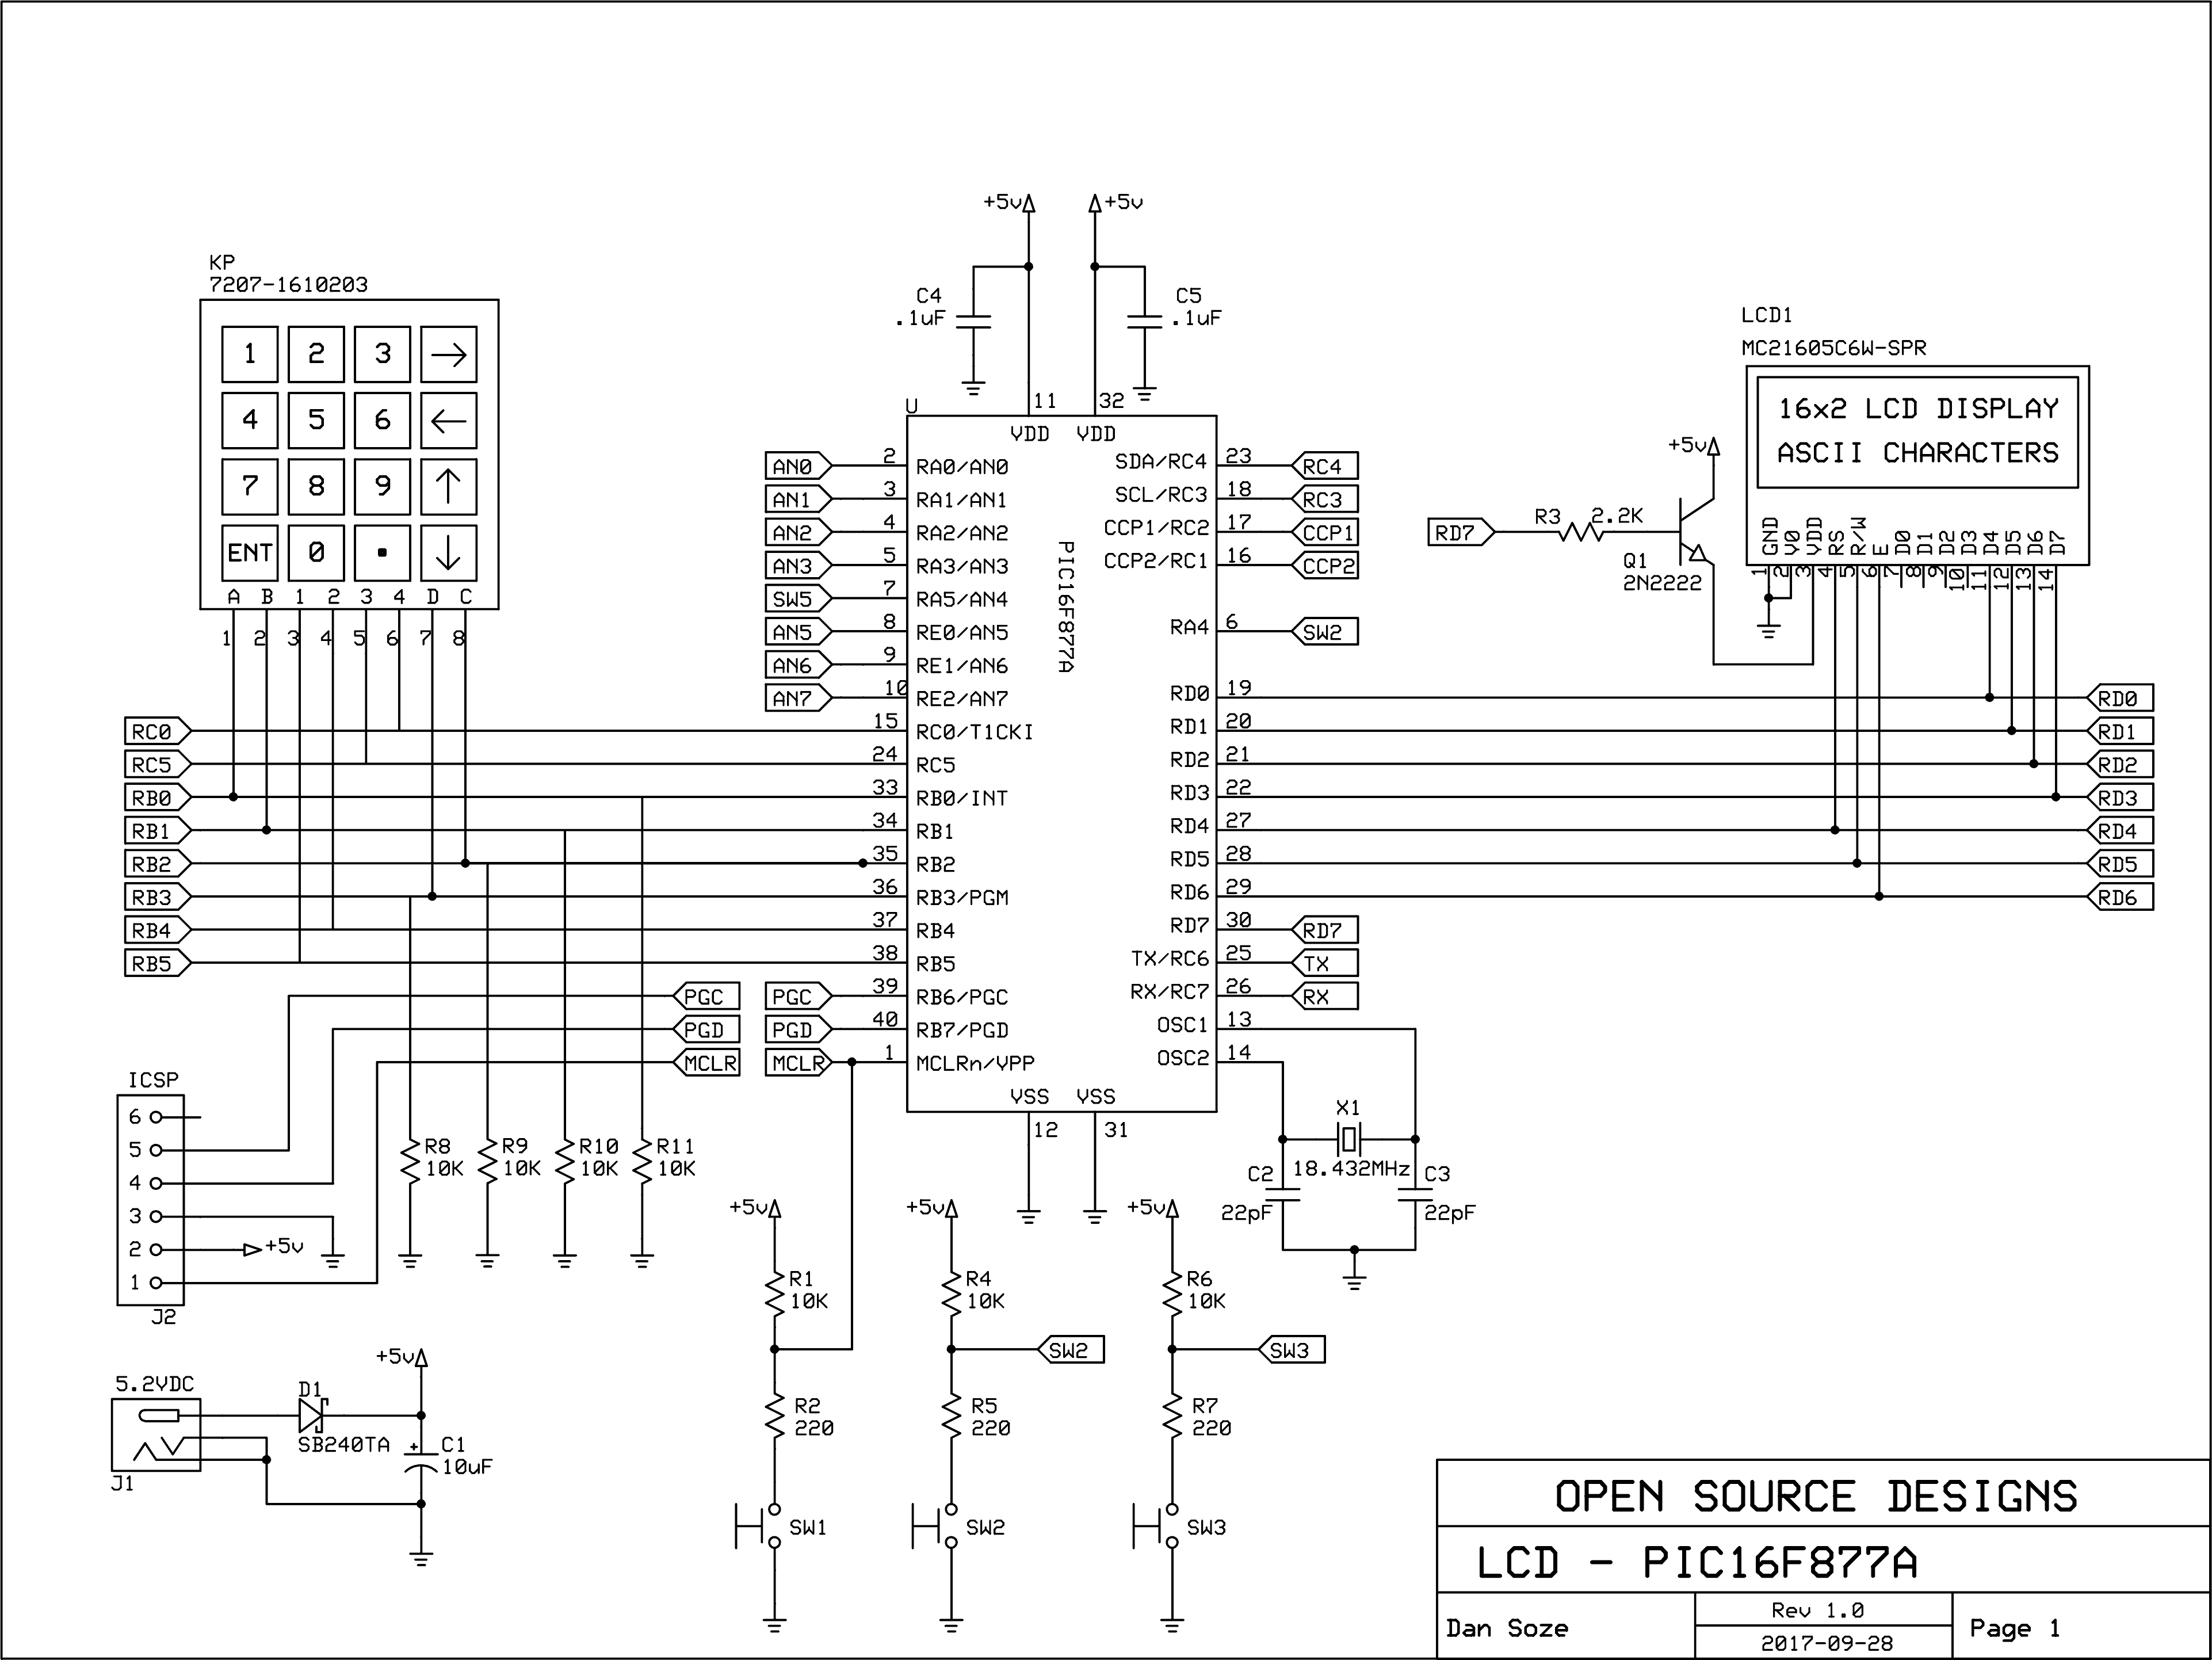 +5v +5v
KP
7207-1610203
1 2 3
4 5 6
7 8 9
ENT 0 .
A B 1 2 3 4 D C
1 2 3 4 5 6 7 8
C4
.1uF
C5
.1uF
LCD1
MC21605C6W-SPR
16x2 LCD DISPLAY
ASCII CHARACTERS
GND V0 VDD RS R/W E D0 D1 D2 D3 D4 D5 D6 D7
1 2 3 4 5 6 7 8 9 10 11 12 13 14
+5v
RD7 R3 2.2K
Q1
2N2222
U
11 32
VDD VDD
PIC16F877A
AN0 2 RA0/AN0
AN1 3 RA1/AN1
AN2 4 RA2/AN2
AN3 5 RA3/AN3
SW5 7 RA5/AN4
AN5 8 RE0/AN5
AN6 9 RE1/AN6
AN7 10 RE2/AN7
RC0 15 RC0/T1CKI
RC5 24 RC5
RB0 33 RB0/INT
RB1 34 RB1
RB2 35 RB2
RB3 36 RB3/PGM
RB4 37 RB4
RB5 38 RB5
PGC PGC 39 RB6/PGC
PGD PGD 40 RB7/PGD
MCLR MCLR 1 MCLRn/VPP
SDA/RC4 23 RC4
SCL/RC3 18 RC3
CCP1/RC2 17 CCP1
CCP2/RC1 16 CCP2
RA4 6 SW2
RD0 19 RD0
RD1 20 RD1
RD2 21 RD2
RD3 22 RD3
RD4 27 RD4
RD5 28 RD5
RD6 29 RD6
RD7 30 RD7
TX/RC6 25 TX
RX/RC7 26 RX
OSC1 13
OSC2 14
VSS VSS
12 31
X1
18.432MHz
C2
22pF
C3
22pF
ICSP
6
5
4
3
2 +5v
1
J2
R8
10K
R9
10K
R10
10K
R11
10K
+5v
R1
10K
R2
220
SW1
+5v
R4
10K
SW2
R5
220
SW2
+5v
R6
10K
SW3
R7
220
SW3
5.2VDC
J1
D1
SB240TA
+5v
+
C1
10uF
OPEN SOURCE DESIGNS
LCD - PIC16F877A
Dan Soze
Rev 1.0
2017-09-28
Page 1